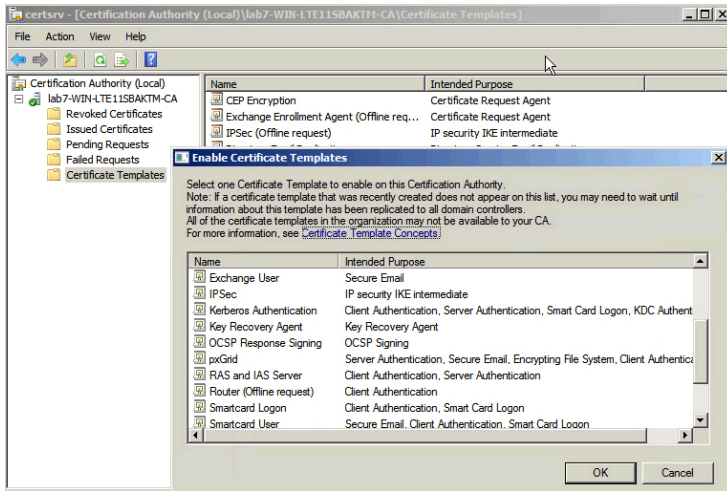 certsrv - [Certification Authority (Local)\lab7-WIN-LTE11SBAKTM-CA\Certificate Templates]
File Action View Help
Certification Authority (Local)
lab7-WIN-LTE11SBAKTM-CA
Revoked Certificates
Issued Certificates
Pending Requests
Failed Requests
Certificate Templates
Name Intended Purpose
CEP Encryption Certificate Request Agent
Exchange Enrollment Agent (Offline req... Certificate Request Agent
IPSec (Offline request) IP security IKE intermediate
Enable Certificate Templates
Select one Certificate Template to enable on this Certification Authority.
Note: If a certificate template that was recently created does not appear on this list, you may need to wait until
information about this template has been replicated to all domain controllers.
All of the certificate templates in the organization may not be available to your CA.
For more information, see Certificate Template Concepts.
Name Intended Purpose
Exchange User Secure Email
IPSec IP security IKE intermediate
Kerberos Authentication Client Authentication, Server Authentication, Smart Card Logon, KDC Authent
Key Recovery Agent Key Recovery Agent
OCSP Response Signing OCSP Signing
pxGrid Server Authentication, Secure Email, Encrypting File System, Client Authentica
RAS and IAS Server Client Authentication, Server Authentication
Router (Offline request) Client Authentication
Smartcard Logon Client Authentication, Smart Card Logon
Smartcard User Secure Email, Client Authentication, Smart Card Logon
OK Cancel